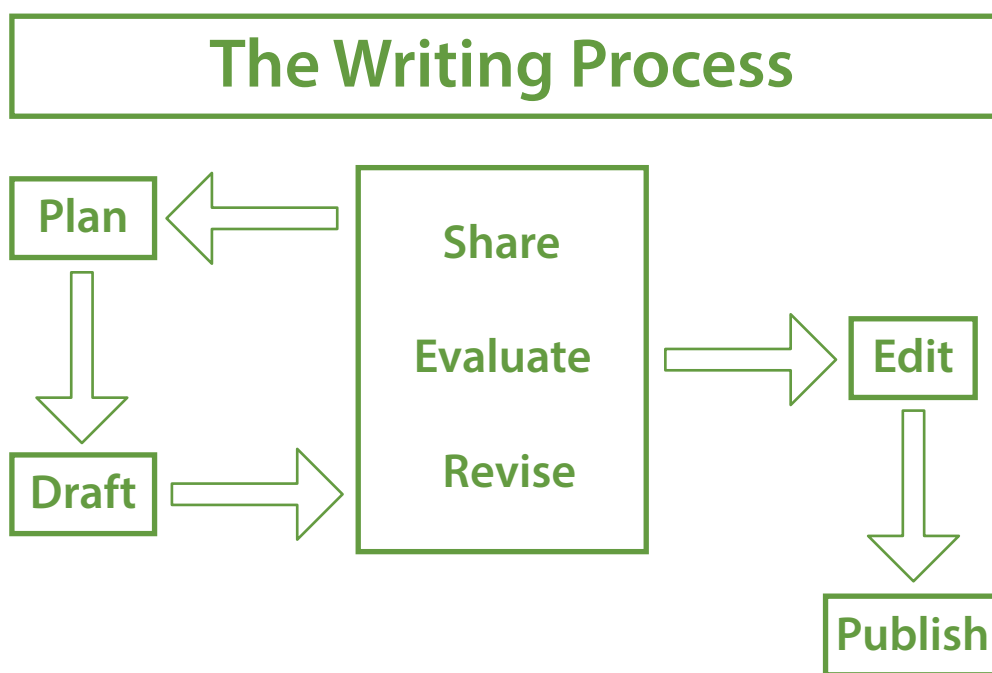 The Writing Process
Plan
Draft
Share
Evaluate
Revise
Edit
Publish